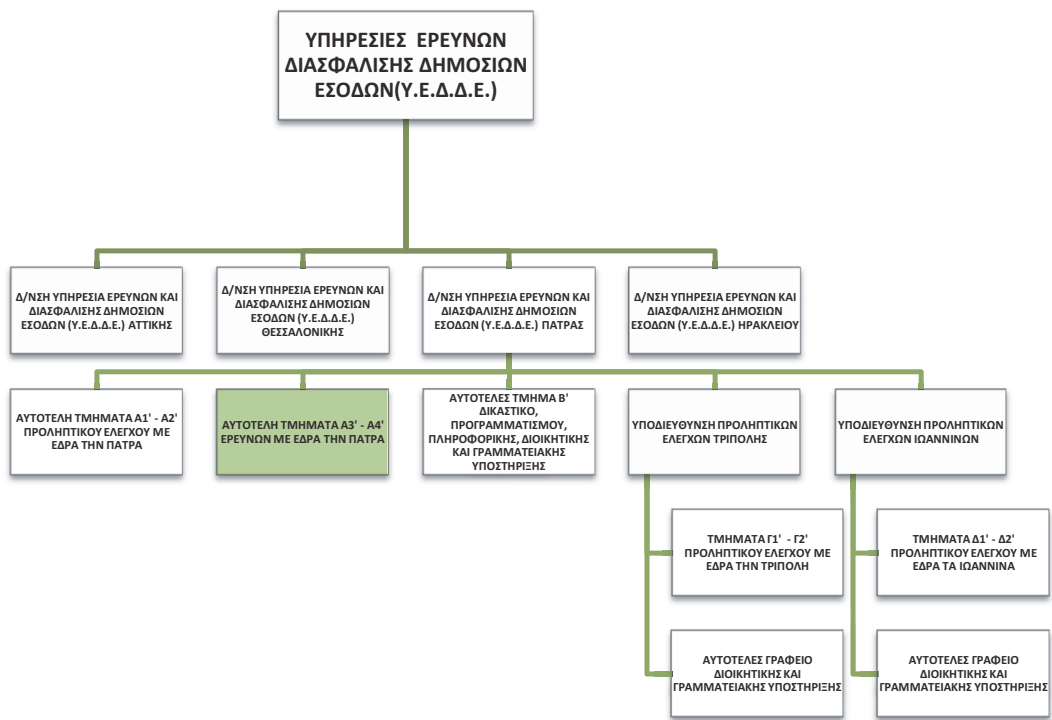 ΥΠΗΡΕΣΙΕΣ ΕΡΕΥΝΩΝ
ΔΙΑΣΦΑΛΙΣΗΣ ΔΗΜΟΣΙΩΝ
ΕΣΟΔΩΝ(Υ.Ε.Δ.Δ.Ε.)
Δ/ΝΣΗ ΥΠΗΡΕΣΙΑ ΕΡΕΥΝΩΝ ΚΑΙ
ΔΙΑΣΦΑΛΙΣΗΣ ΔΗΜΟΣΙΩΝ
ΕΣΟΔΩΝ (Υ.Ε.Δ.Δ.Ε.) ΑΤΤΙΚΗΣ
Δ/ΝΣΗ ΥΠΗΡΕΣΙΑ ΕΡΕΥΝΩΝ ΚΑΙ
ΔΙΑΣΦΑΛΙΣΗΣ ΔΗΜΟΣΙΩΝ
ΕΣΟΔΩΝ (Υ.Ε.Δ.Δ.Ε.)
ΘΕΣΣΑΛΟΝΙΚΗΣ
Δ/ΝΣΗ ΥΠΗΡΕΣΙΑ ΕΡΕΥΝΩΝ ΚΑΙ
ΔΙΑΣΦΑΛΙΣΗΣ ΔΗΜΟΣΙΩΝ
ΕΣΟΔΩΝ (Υ.Ε.Δ.Δ.Ε.) ΠΑΤΡΑΣ
Δ/ΝΣΗ ΥΠΗΡΕΣΙΑ ΕΡΕΥΝΩΝ ΚΑΙ
ΔΙΑΣΦΑΛΙΣΗΣ ΔΗΜΟΣΙΩΝ
ΕΣΟΔΩΝ (Υ.Ε.Δ.Δ.Ε.) ΗΡΑΚΛΕΙΟΥ
ΑΥΤΟΤΕΛΗ ΤΜΗΜΑΤΑ Α1' - Α2'
ΠΡΟΛΗΠΤΙΚΟΥ ΕΛΕΓΧΟΥ ΜΕ
ΕΔΡΑ ΤΗΝ ΠΑΤΡΑ
ΑΥΤΟΤΕΛΗ ΤΜΗΜΑΤΑ Α3' - Α4'
ΕΡΕΥΝΩΝ ΜΕ ΕΔΡΑ ΤΗΝ ΠΑΤΡΑ
ΑΥΤΟΤΕΛΕΣ ΤΜΗΜΑ Β'
ΔΙΚΑΣΤΙΚΟ,
ΠΡΟΓΡΑΜΜΑΤΙΣΜΟΥ,
ΠΛΗΡΟΦΟΡΙΚΗΣ, ΔΙΟΙΚΗΤΙΚΗΣ
ΚΑΙ ΓΡΑΜΜΑΤΕΙΑΚΗΣ
ΥΠΟΣΤΗΡΙΞΗΣ
ΥΠΟΔΙΕΥΘΥΝΣΗ ΠΡΟΛΗΠΤΙΚΩΝ
ΕΛΕΓΧΩΝ ΤΡΙΠΟΛΗΣ
ΥΠΟΔΙΕΥΘΥΝΣΗ ΠΡΟΛΗΠΤΙΚΩΝ
ΕΛΕΓΧΩΝ ΙΩΑΝΝΙΝΩΝ
ΤΜΗΜΑΤΑ Γ1' - Γ2'
ΠΡΟΛΗΠΤΙΚΟΥ ΕΛΕΓΧΟΥ ΜΕ
ΕΔΡΑ ΤΗΝ ΤΡΙΠΟΛΗ
ΤΜΗΜΑΤΑ Δ1' - Δ2'
ΠΡΟΛΗΠΤΙΚΟΥ ΕΛΕΓΧΟΥ ΜΕ
ΕΔΡΑ ΤΑ ΙΩΑΝΝΙΝΑ
ΑΥΤΟΤΕΛΕΣ ΓΡΑΦΕΙΟ
ΔΙΟΙΚΗΤΙΚΗΣ ΚΑΙ
ΓΡΑΜΜΑΤΕΙΑΚΗΣ ΥΠΟΣΤΗΡΙΞΗΣ
ΑΥΤΟΤΕΛΕΣ ΓΡΑΦΕΙΟ
ΔΙΟΙΚΗΤΙΚΗΣ ΚΑΙ
ΓΡΑΜΜΑΤΕΙΑΚΗΣ ΥΠΟΣΤΗΡΙΞΗΣ